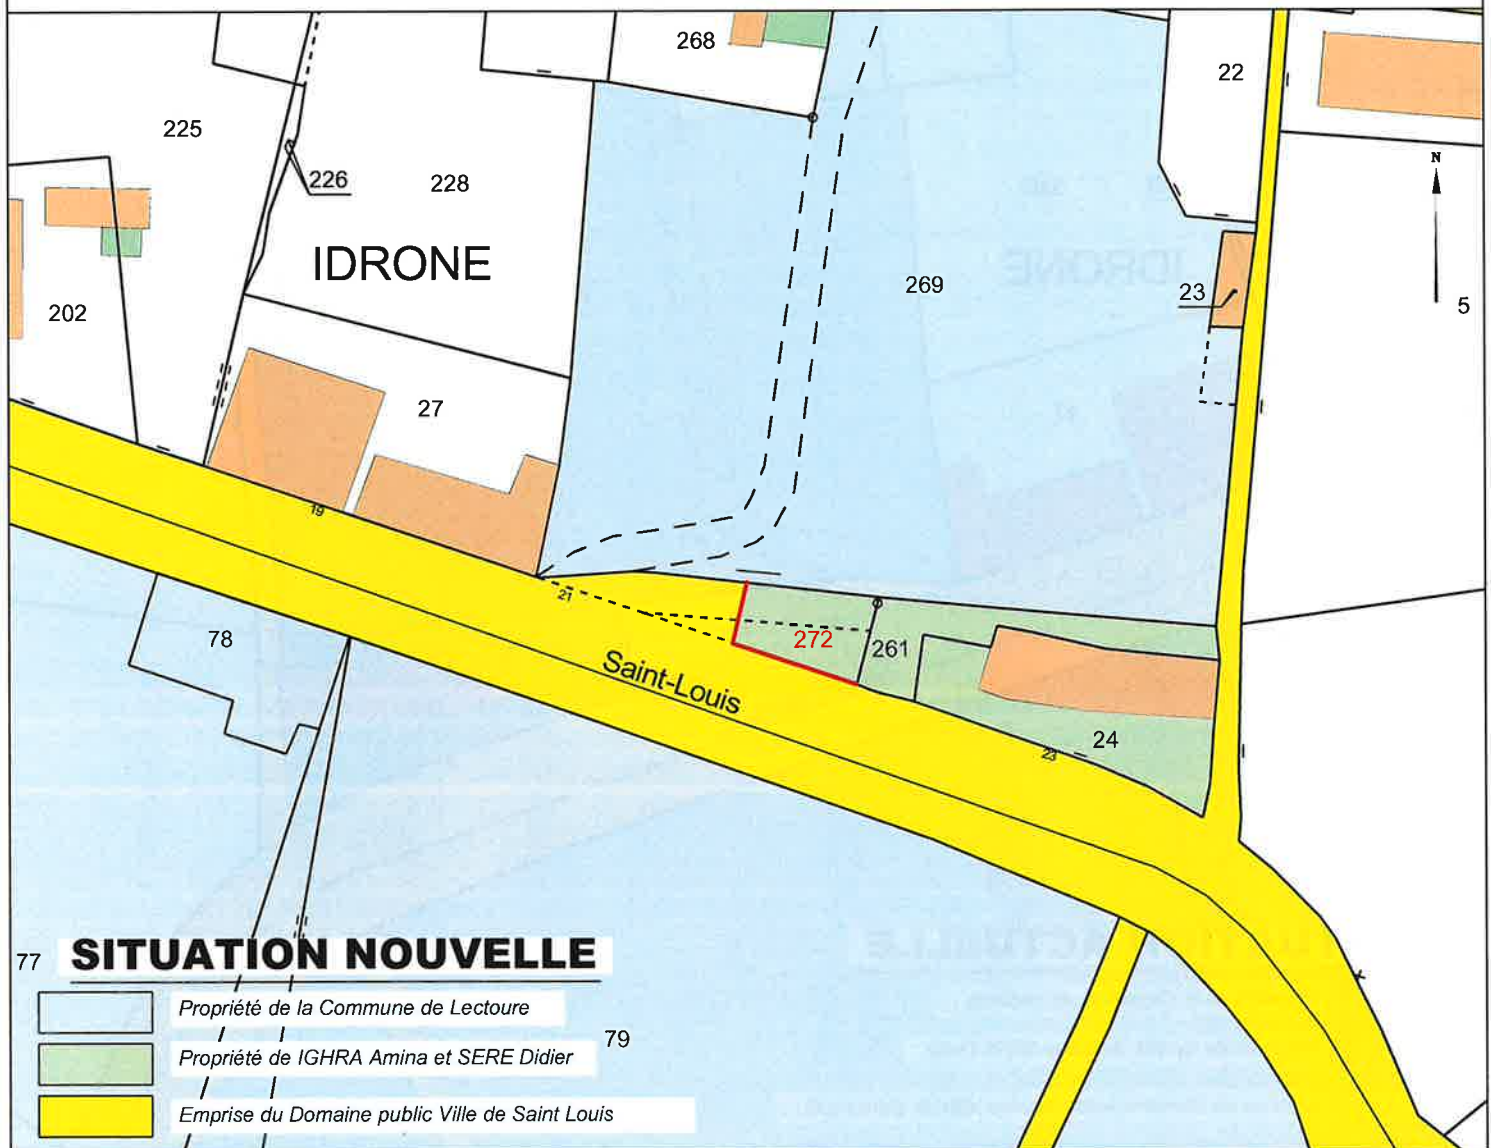 268
22
225
N
226
228
IDRONE
269
23
5
202
27
19
21
78
272
261
Saint-Louis
24
23
77
SITUATION NOUVELLE
Propriété de la Commune de Lectoure
79
Propriété de IGHRA Amina et SERE Didier
Emprise du Domaine public Ville de Saint Louis